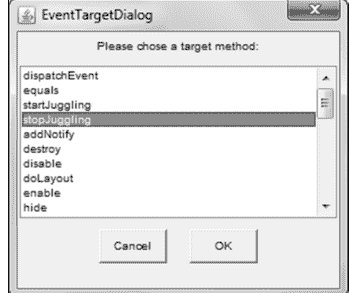 EventTargetDialog
Please chose a target method:
dispatchEvent
equals
startJuggling
stopJuggling
addNotify
destroy
disable
doLayout
enable
hide
Cancel
OK